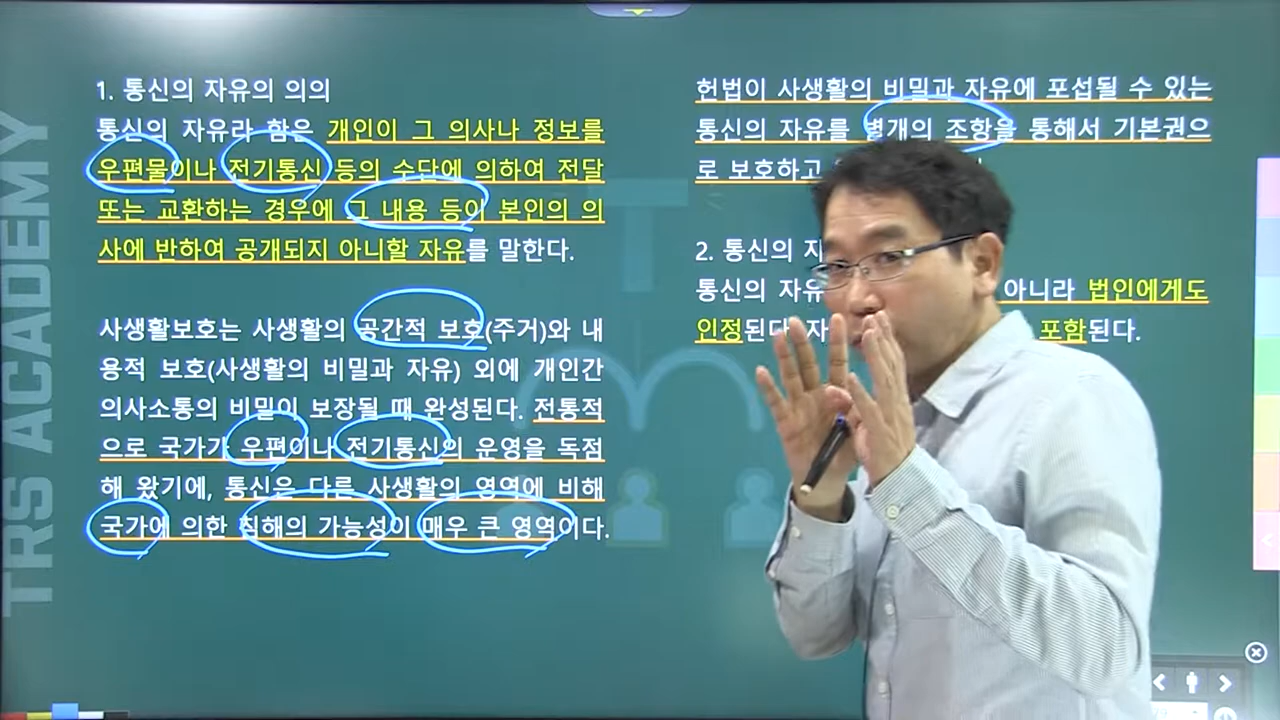 TRS ACADEMY
1. 통신의 자유의 의의
통신의 자유라 함은 개인이 그 의사나 정보를
우편물이나 전기통신 등의 수단에 의하여 전달
또는 교환하는 경우에 그 내용 등이 본인의 의
사에 반하여 공개되지 아니할 자유를 말한다.
사생활보호는 사생활의 공간적 보호(주거)와 내
용적 보호(사생활의 비밀과 자유) 외에 개인간
의사소통의 비밀이 보장될 때 완성된다. 전통적
으로 국가가 우편이나 전기통신의 운영을 독점
해 왔기에, 통신은 다른 사생활의 영역에 비해
국가에 의한 침해의 가능성이 매우 큰 영역이다.
헌법이 사생활의 비밀과 자유에 포섭될 수 있는
통신의 자유를 별개의 조항을 통해서 기본권으
로 보호하고
2. 통신의
통신의 자유 아니라 법인에게도
인정된다. 포함된다.